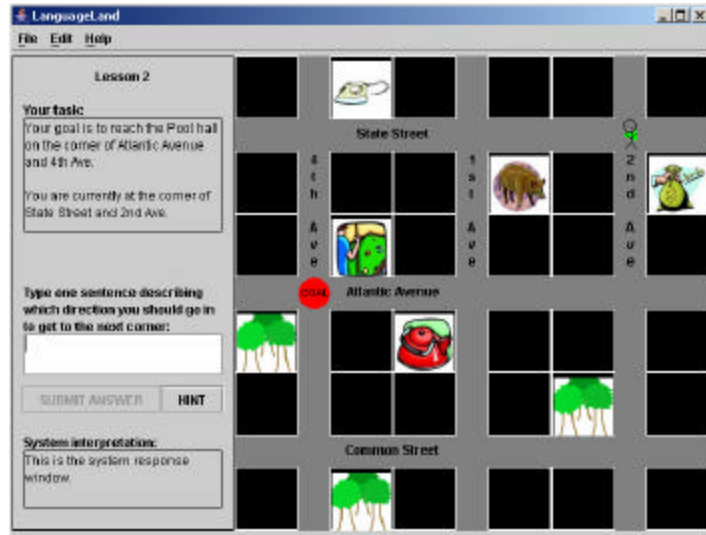 LanguageLand
File Edit Help
Lesson 2
Your task:
Your goal is to reach the Pool hall
on the corner of Atlantic Avenue
and 4th Ave.
You are currently at the corner of
State Street and 2nd Ave.
Type one sentence describing
which direction you should go in
to get to the next corner:
SUBMIT ANSWER HINT
System interpretation:
This is the system response
window.
State Street
4th Ave
1st Ave
2nd Ave
GOAL
Atlantic Avenue
Common Street